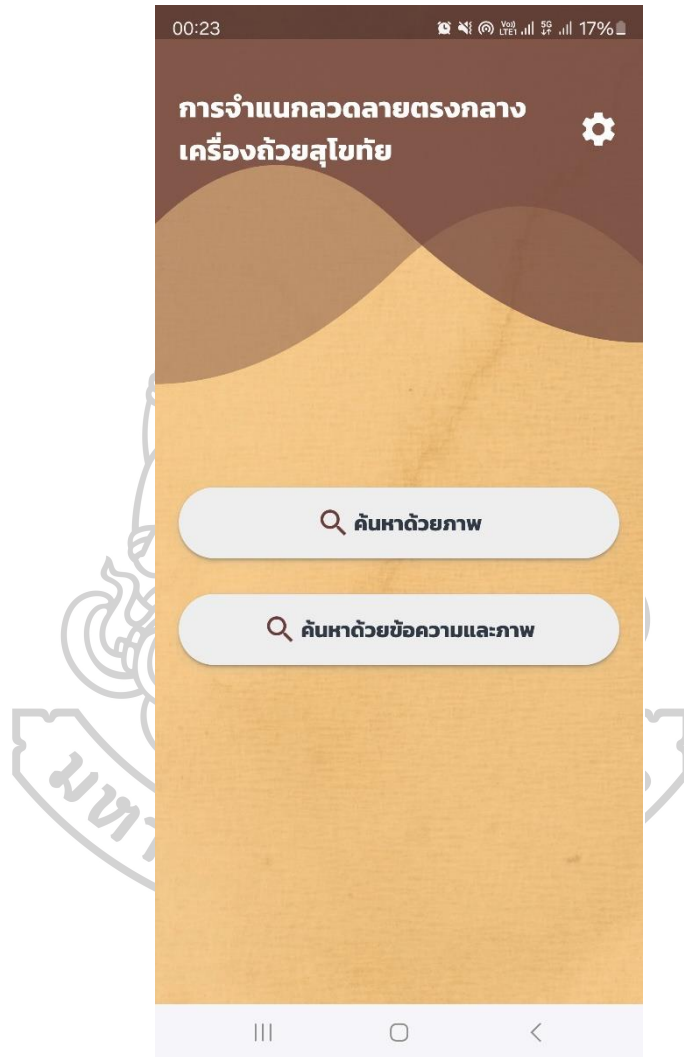 00:23
Vo)) LTE1 5G 17%
การจำแนกลวดลายตรงกลาง
เครื่องถ้วยสุโขทัย
ค้นหาด้วยภาพ
ค้นหาด้วยข้อความและภาพ